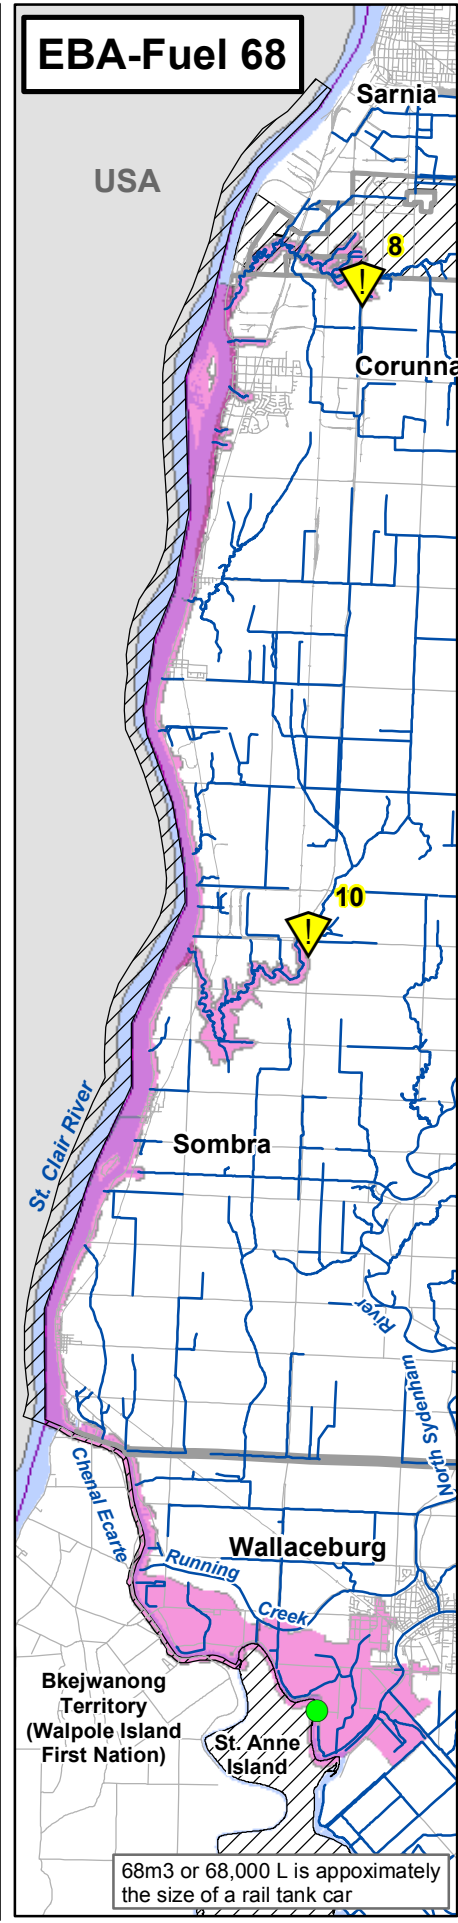 EBA-Fuel 68
Sarnia
USA
8
!
Corunna
10
!
St. Clair River
Sombra
River
North Sydenham
Chenal Ecarte
Wallaceburg
Running
Creek
Bkejwanong
Territory
(Walpole Island
First Nation)
St. Anne
Island
68m3 or 68,000 L is appoximately
the size of a rail tank car